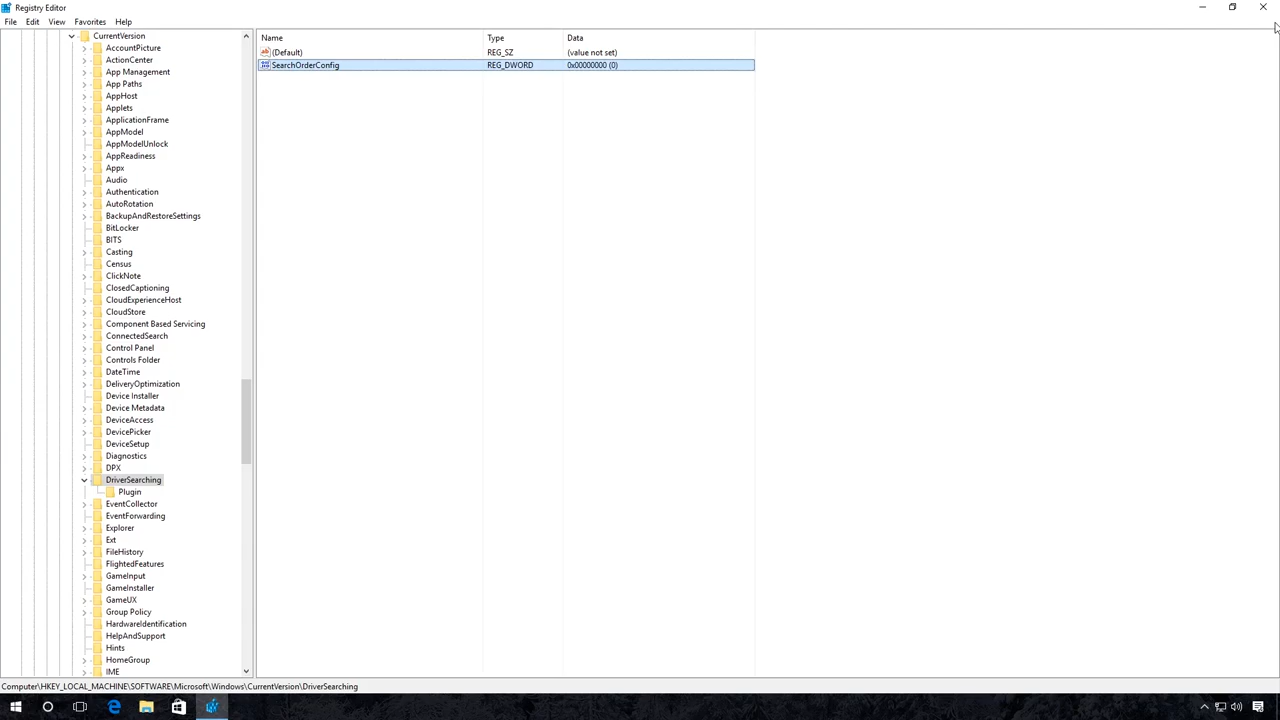 Registry Editor
File Edit View Favorites Help
CurrentVersion
AccountPicture
ActionCenter
App Management
App Paths
AppHost
Applets
ApplicationFrame
AppModel
AppModelUnlock
AppReadiness
Appx
Audio
Authentication
AutoRotation
BackupAndRestoreSettings
BitLocker
BITS
Casting
Census
ClickNote
ClosedCaptioning
CloudExperienceHost
CloudStore
Component Based Servicing
ConnectedSearch
Control Panel
Controls Folder
DateTime
DeliveryOptimization
Device Installer
Device Metadata
DeviceAccess
DevicePicker
DeviceSetup
Diagnostics
DPX
DriverSearching
Plugin
EventCollector
EventForwarding
Explorer
Ext
FileHistory
FlightedFeatures
GameInput
GameInstaller
GameUX
Group Policy
HardwareIdentification
HelpAndSupport
Hints
HomeGroup
IME
Name Type Data
(Default) REG_SZ (value not set)
SearchOrderConfig REG_DWORD 0x00000000 (0)
Computer\HKEY_LOCAL_MACHINE\SOFTWARE\Microsoft\Windows\CurrentVersion\DriverSearching